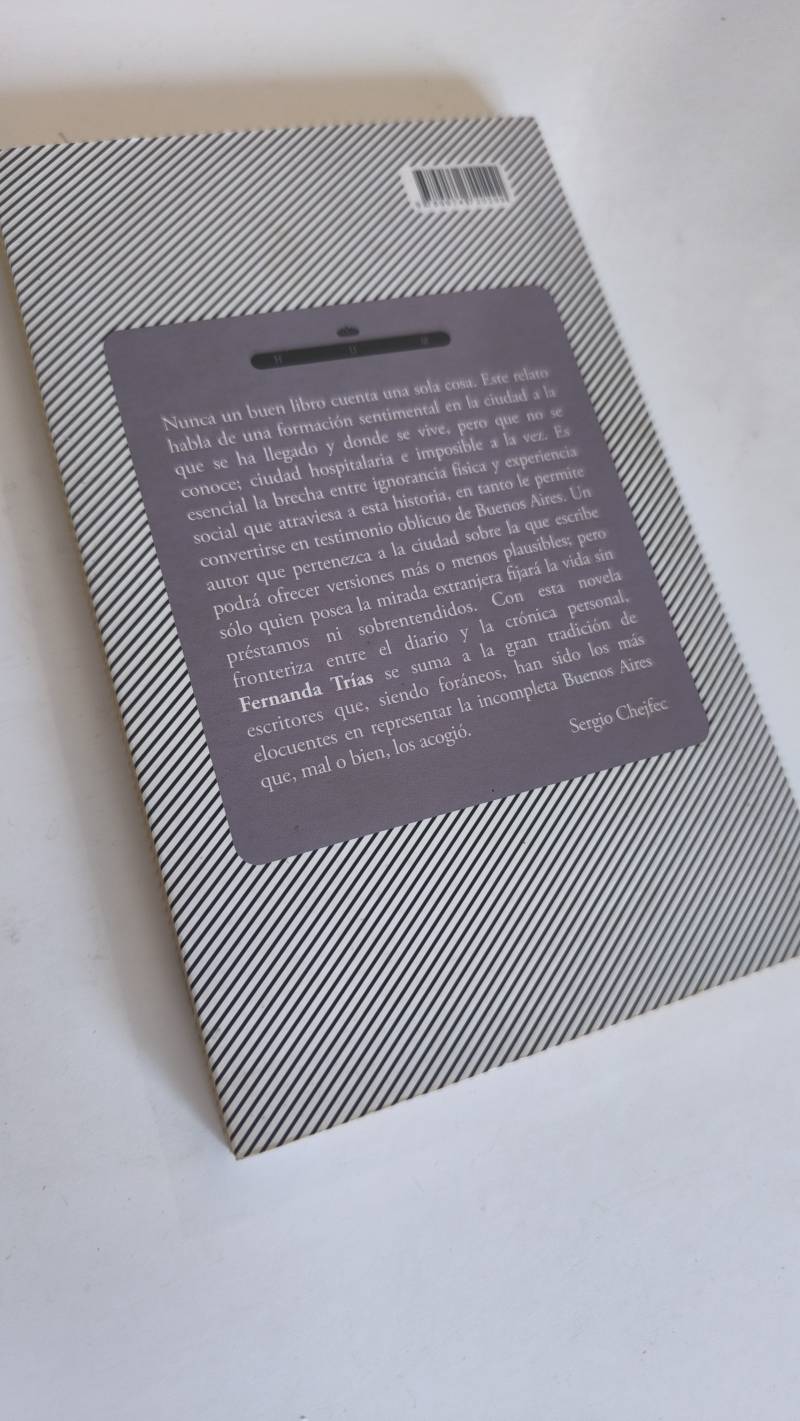 Nunca un buen libro cuenta una sola cosa. Este relato
habla de una formación sentimental en la ciudad a la
que se ha llegado y donde se vive, pero que no se
conoce; ciudad hospitalaria e imposible a la vez. Es
esencial la brecha entre ignorancia física y experiencia
social que atraviesa a esta historia, en tanto le permite
convertirse en testimonio oblicuo de Buenos Aires. Un
autor que pertenezca a la ciudad sobre la que escribe
podrá ofrecer versiones más o menos plausibles; pero
sólo quien posea la mirada extranjera fijará la vida sin
préstamos ni sobrentendidos. Con esta novela
fronteriza entre el diario y la crónica personal,
Fernanda Trías se suma a la gran tradición de
escritores que, siendo foráneos, han sido los más
elocuentes en representar la incompleta Buenos Aires
que, mal o bien, los acogió.
Sergio Chejfec